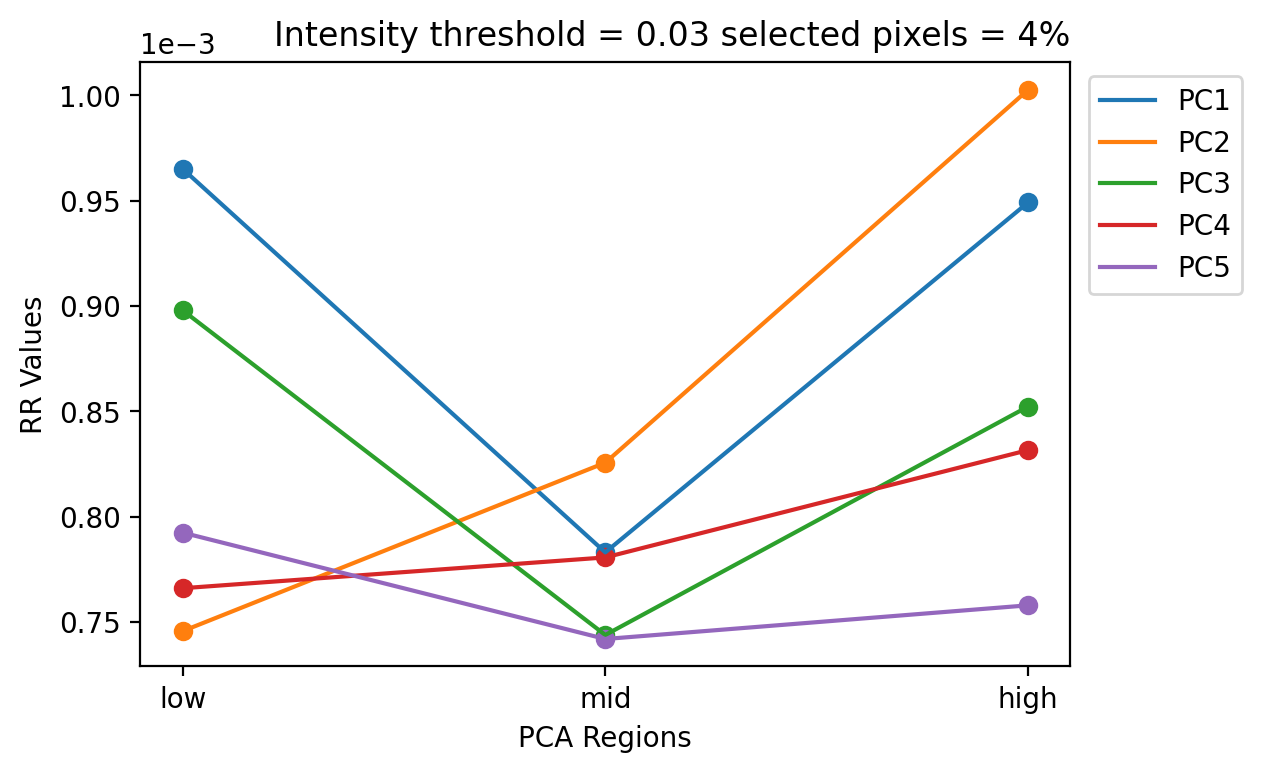 Intensity threshold = 0.03 selected pixels = 4%
1e−3
1.00
0.95
0.90
0.85
0.80
0.75
RR Values
low mid high
PCA Regions
PC1
PC2
PC3
PC4
PC5